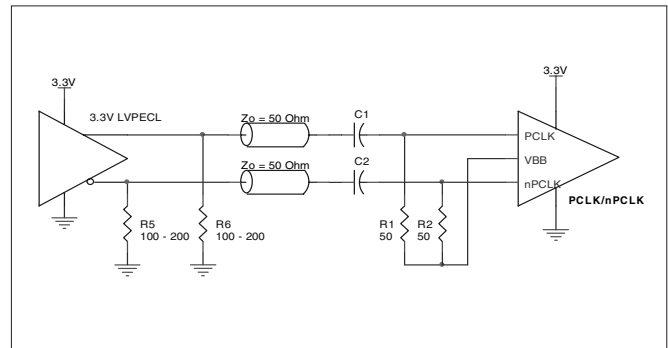 3.3V
3.3V
3.3V LVPECL
Zo = 50 Ohm
C1
PCLK
Zo = 50 Ohm
C2
VBB
nPCLK
PCLK/nPCLK
R5
100 - 200
R6
100 - 200
R1
50
R2
50